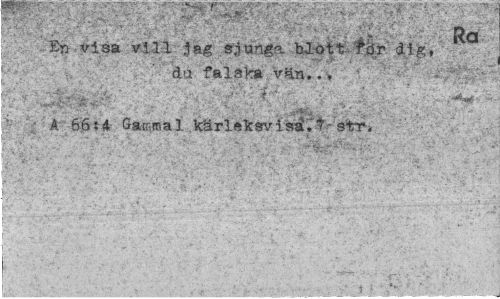 Ra
En visa vill jag sjunga blott för dig,
du falska vän...
A 66:4 Gammal kärleksvisa. 7 str.